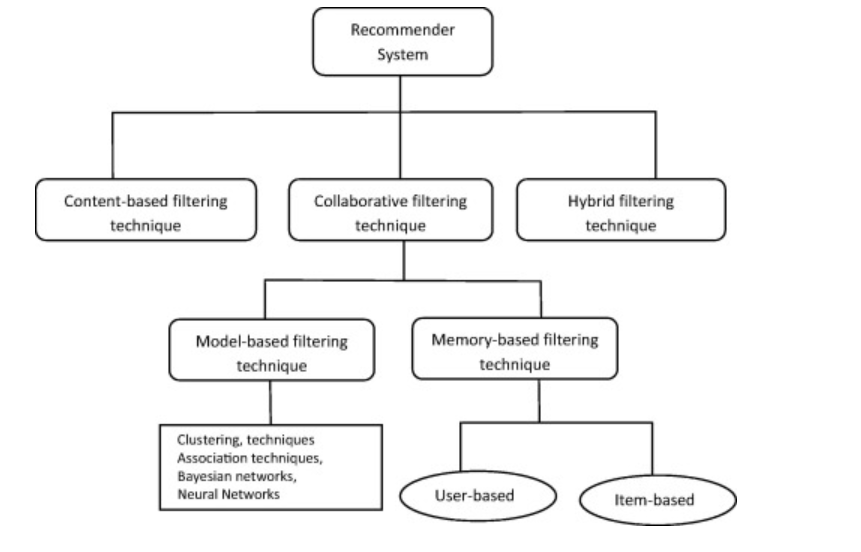 Recommender
System
Content-based filtering
technique
Collaborative filtering
technique
Hybrid filtering
technique
Model-based filtering
technique
Memory-based filtering
technique
Clustering, techniques
Association techniques,
Bayesian networks,
Neural Networks
User-based
Item-based